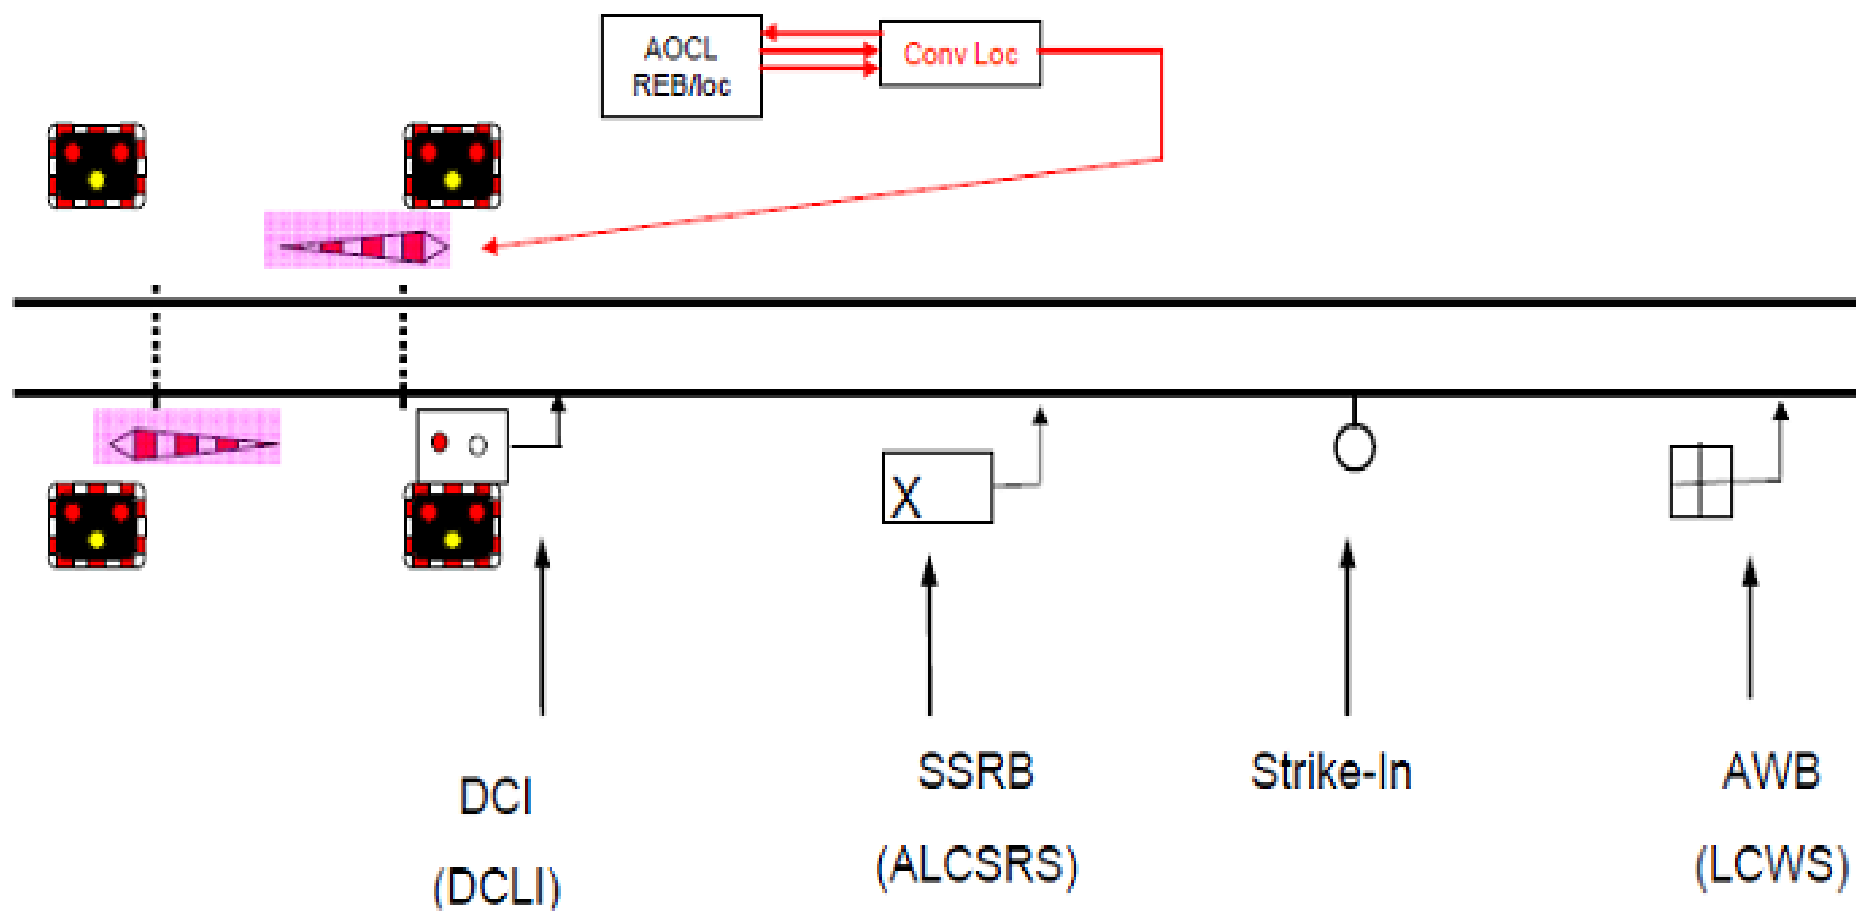 AOCL
REB/loc
Conv Loc
X
DCI
(DCLI)
SSRB
(ALCSRS)
Strike-In
AWB
(LCWS)